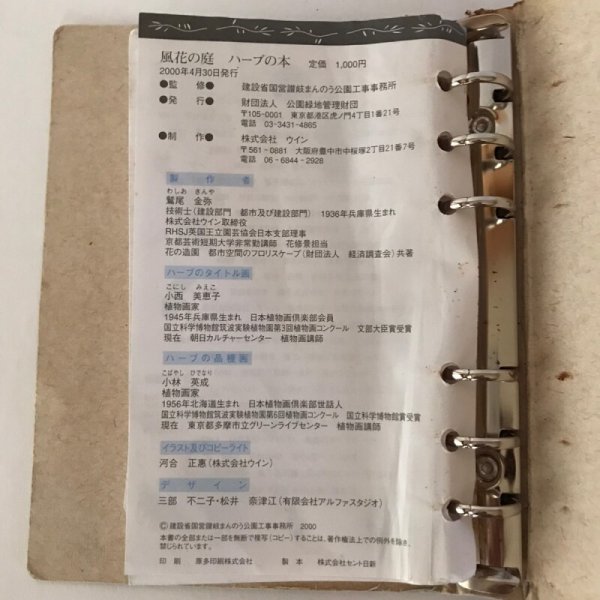 風花の庭　ハーブの本　定価　1,000円
2000年4月30日発行
●監　修●　建設省国営讃岐まんのう公園工事事務所
●発　行●　財団法人　公園緑地管理財団
〒105-0001　東京都港区虎ノ門4丁目1番21号
電話　03-3431-4865
●制　作●　株式会社　ウイン
〒561-0881　大阪府豊中市中桜塚2丁目21番7号
電話　06-6844-2928
製　作　者
わしお　きんや
鷲尾　金弥
技術士（建設部門　都市及び建設部門）　1936年兵庫県生まれ
株式会社ウイン取締役
RHSJ英国王立園芸協会日本支部理事
京都芸術短期大学非常勤講師　花修景担当
花の造園　都市空間のフロリスケープ（財団法人　経済調査会）共著
ハーブのタイトル画
こにし　みえこ
小西　美恵子
植物画家
1945年兵庫県生まれ　日本植物画倶楽部会員
国立科学博物館筑波実験植物園第3回植物画コンクール　文部大臣賞受賞
現在　朝日カルチャーセンター　植物画講師
ハーブの品種画
こばやし　ひでなり
小林　英成
植物画家
1956年北海道生まれ　日本植物画倶楽部世話人
国立科学博物館筑波実験植物園第6回植物画コンクール　国立科学博物館賞受賞
現在　東京都多摩市立グリーンライブセンター　植物画講師
イラスト及びコピーライト
河合　正恵（株式会社ウイン）
デ　ザ　イ　ン
三部　不二子・松井　奈津江（有限会社アルファスタジオ）
©建設省国営讃岐まんのう公園工事事務所　2000
本書の全部または一部を無断で複写（コピー）することは、著作権法上での例外を除き、
禁じられています。
印　刷　原多印刷株式会社　製　本　株式会社セント日新